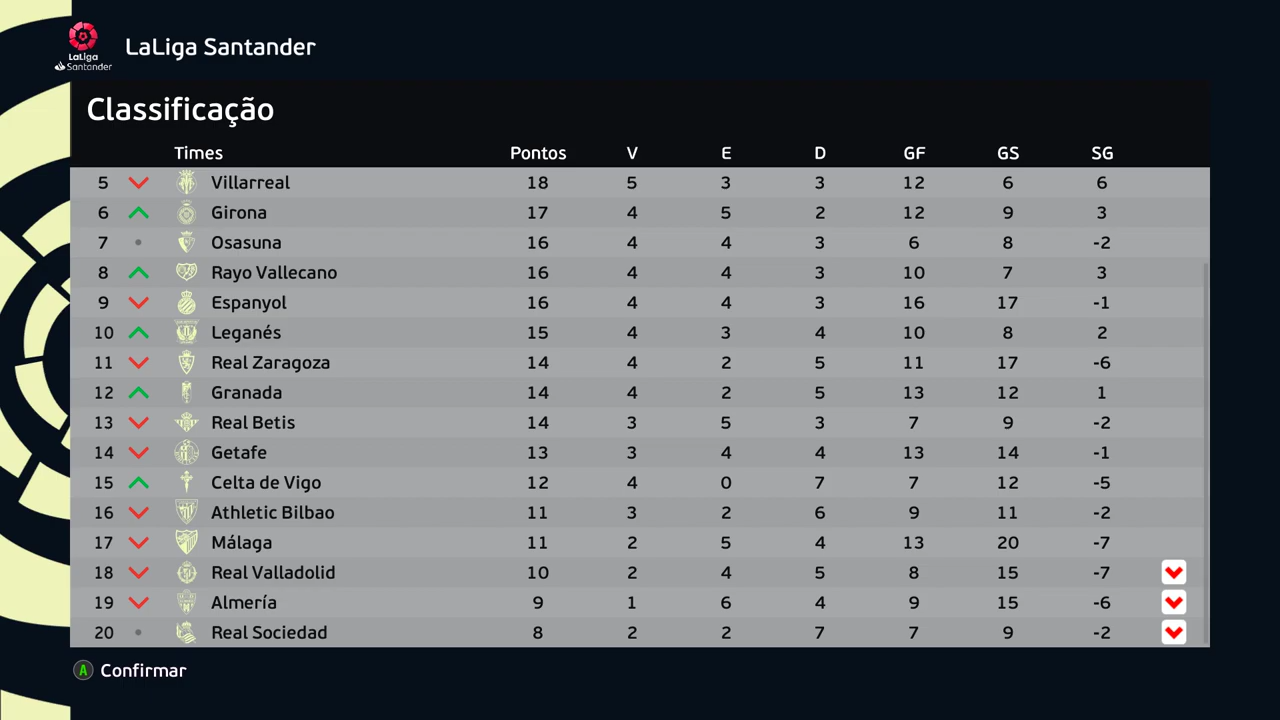 LaLiga
Santander
LaLiga Santander
Classificação
Times Pontos V E D GF GS SG
5 Villarreal 18 5 3 3 12 6 6
6 Girona 17 4 5 2 12 9 3
7 Osasuna 16 4 4 3 6 8 -2
8 Rayo Vallecano 16 4 4 3 10 7 3
9 Espanyol 16 4 4 3 16 17 -1
10 Leganés 15 4 3 4 10 8 2
11 Real Zaragoza 14 4 2 5 11 17 -6
12 Granada 14 4 2 5 13 12 1
13 Real Betis 14 3 5 3 7 9 -2
14 Getafe 13 3 4 4 13 14 -1
15 Celta de Vigo 12 4 0 7 7 12 -5
16 Athletic Bilbao 11 3 2 6 9 11 -2
17 Málaga 11 2 5 4 13 20 -7
18 Real Valladolid 10 2 4 5 8 15 -7
19 Almería 9 1 6 4 9 15 -6
20 Real Sociedad 8 2 2 7 7 9 -2
A Confirmar